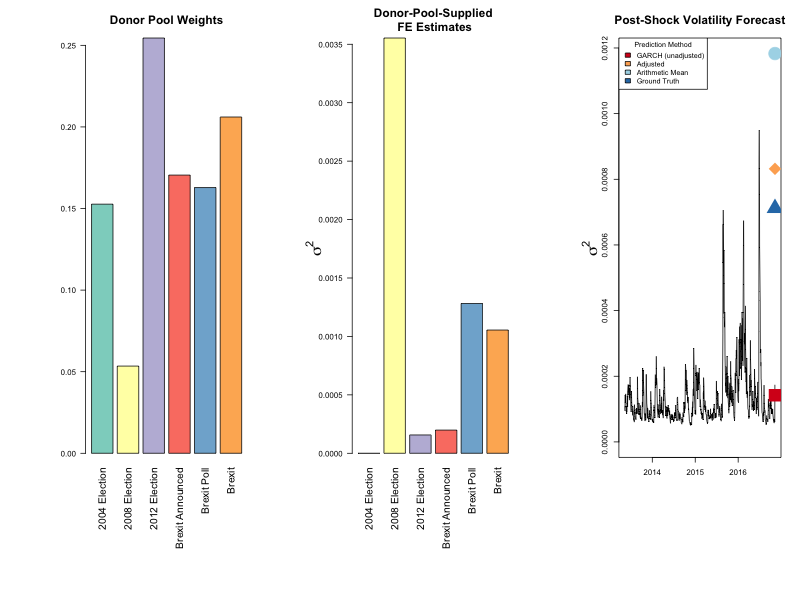 Donor Pool Weights
0.25
0.20
0.15
0.10
0.05
0.00
2004 Election
2008 Election
2012 Election
Brexit Announced
Brexit Poll
Brexit
Donor-Pool-Supplied
FE Estimates
σ²
0.0035
0.0030
0.0025
0.0020
0.0015
0.0010
0.0005
0.0000
2004 Election
2008 Election
2012 Election
Brexit Announced
Brexit Poll
Brexit
Post-Shock Volatility Forecast
σ²
0.0012
0.0010
0.0008
0.0006
0.0004
0.0002
0.0000
Prediction Method
GARCH (unadjusted)
Adjusted
Arithmetic Mean
Ground Truth
2014
2015
2016